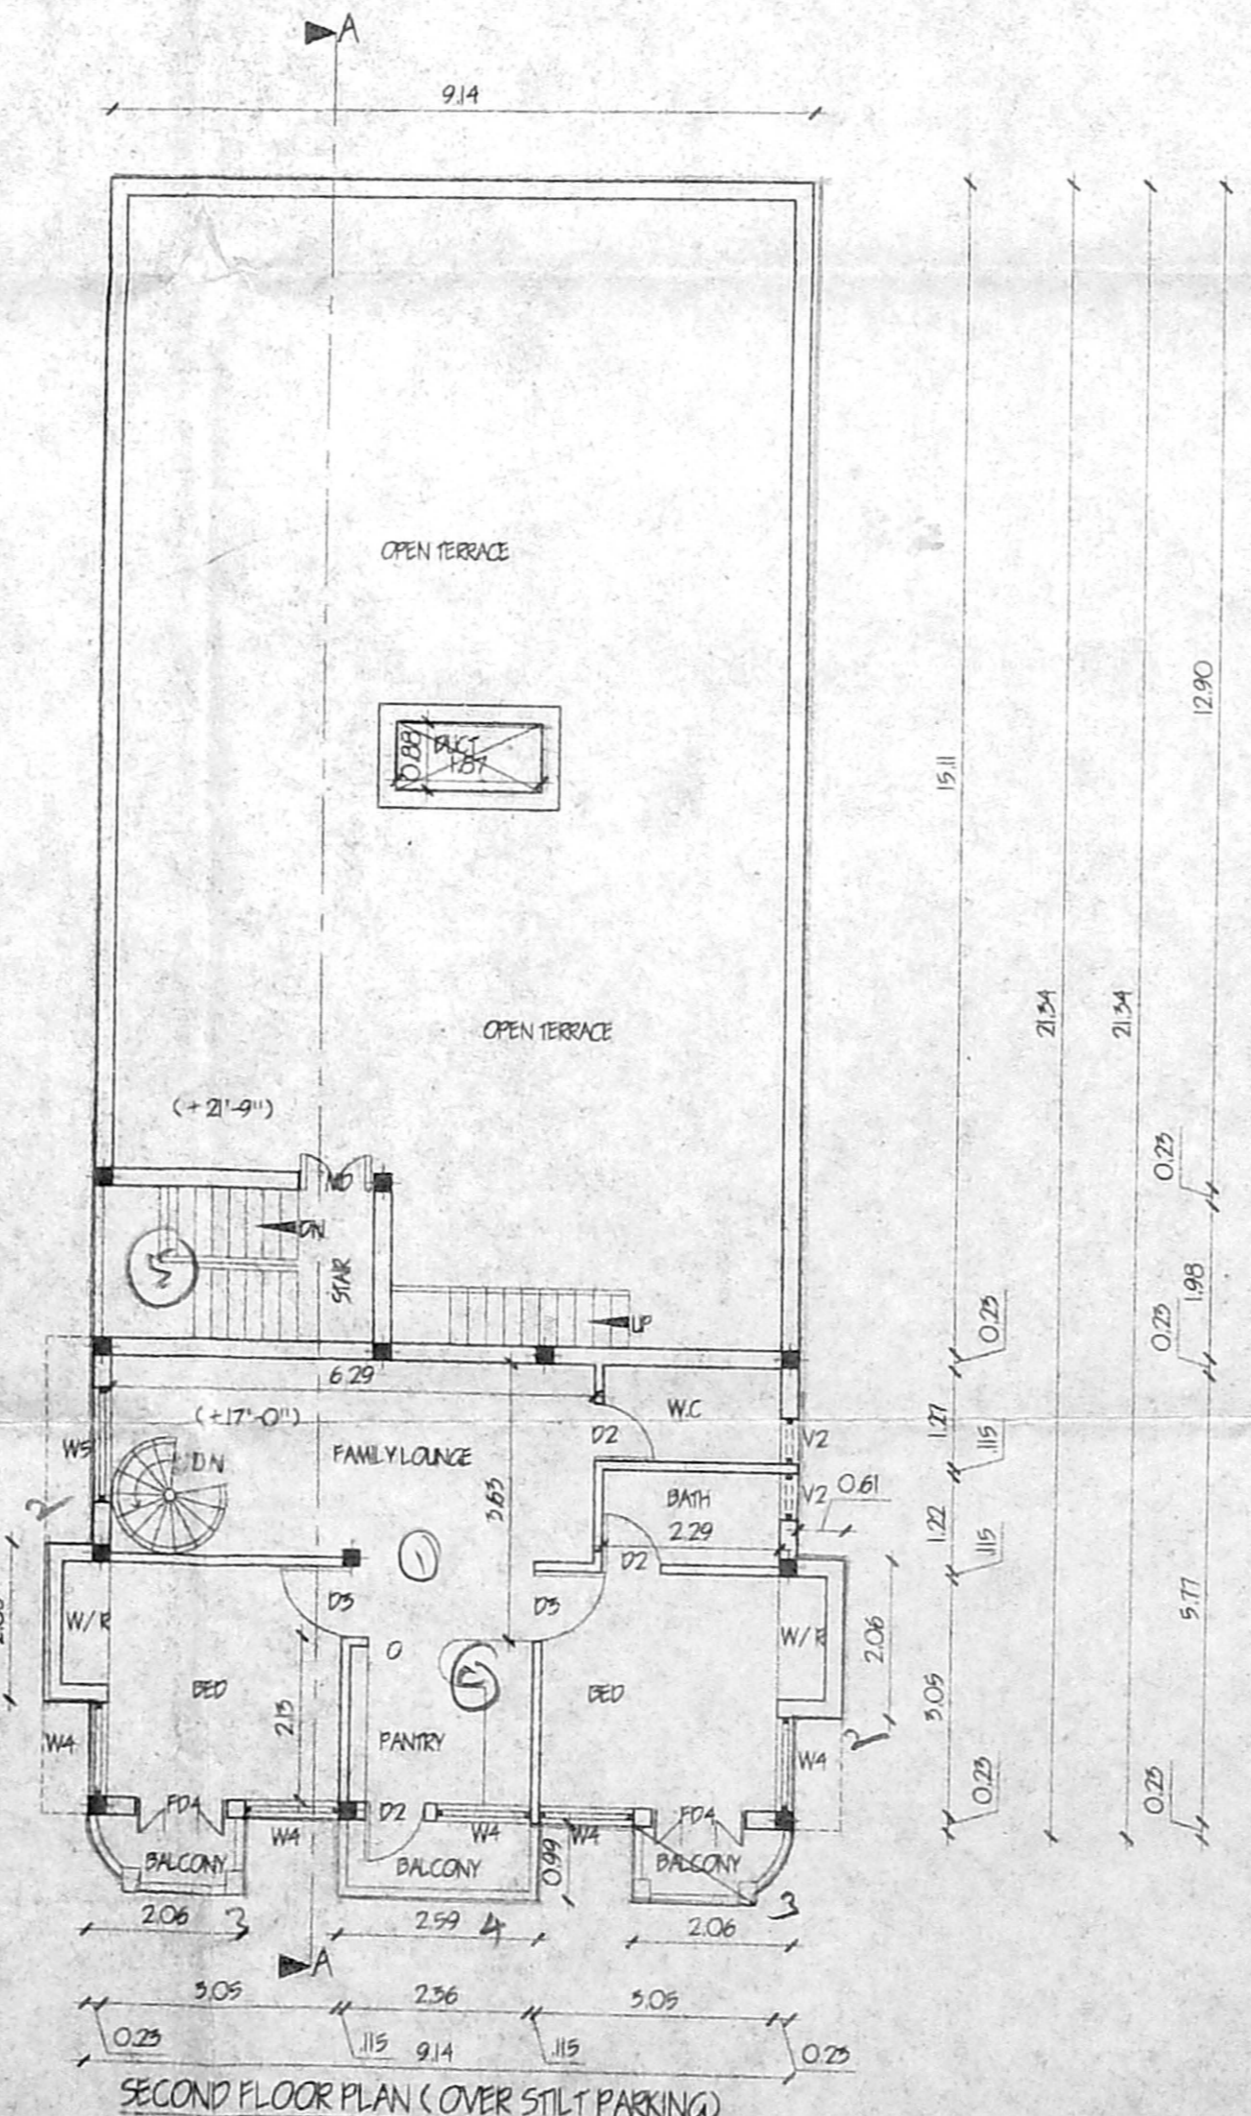 A
9.14
OPEN TERRACE
12.90
0.88
DUCT
1.87
15.11
21.34
21.34
OPEN TERRACE
(+21'-9")
0.23
DN
5
STAIR
1.98
0.23
0.23
UP
6.29
(+17'-0")
W.C
D2
1.27
.115
V2
W5
DN
FAMILY LOUNGE
3.63
BATH
2.29
V2
0.61
1.22
.115
2
1
D2
D3
D3
W/R
W/R
O
2.06
5.77
BED
BED
2.13
3.05
PANTRY
W4
W4
2
0.23
0.23
FD4
D2
FD4
W4
W4
W4
BALCONY
BALCONY
0.99
BALCONY
2.06
3
2.59
4
2.06
3
A
3.05
2.36
3.05
0.23
.115
9.14
.115
0.23
SECOND FLOOR PLAN (OVER STILT PARKING)